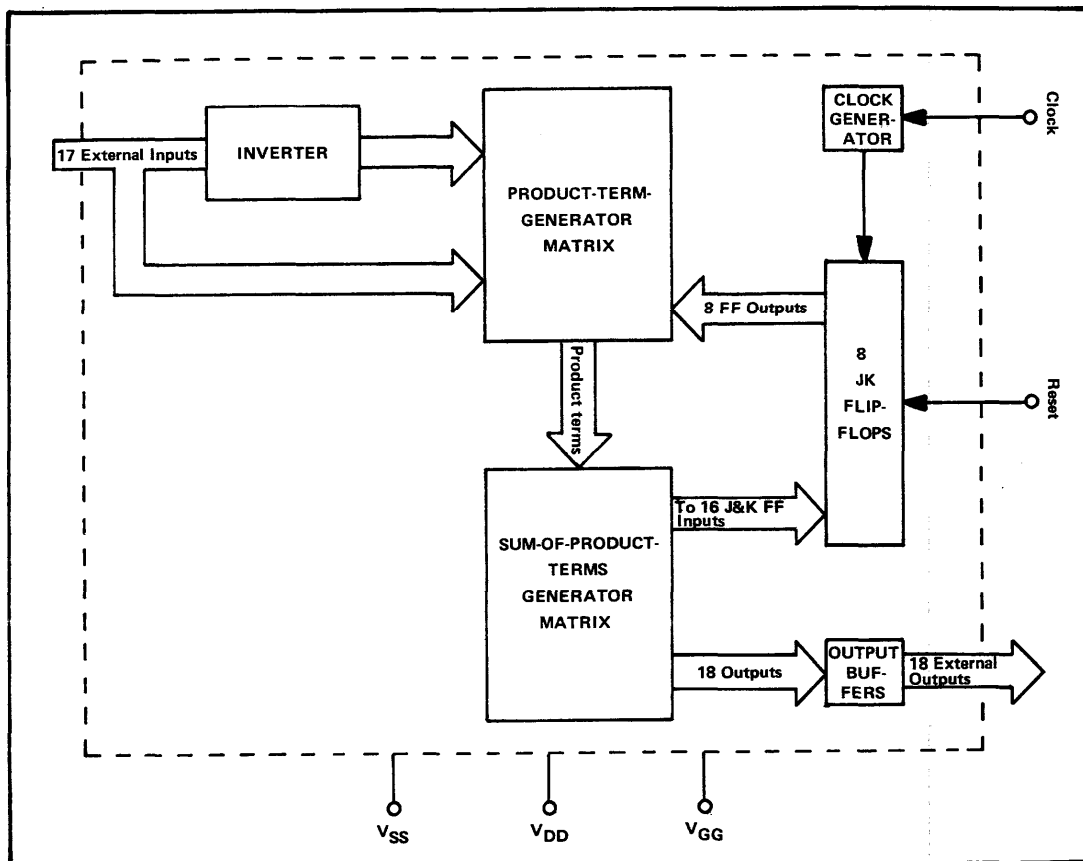 17 External Inputs
INVERTER
PRODUCT-TERM-
GENERATOR
MATRIX
CLOCK
GENER-
ATOR
Clock
8 FF Outputs
8
JK
FLIP-
FLOPS
Reset
Product terms
SUM-OF-PRODUCT-
TERMS
GENERATOR
MATRIX
To 16 J&K FF
Inputs
18 Outputs
OUTPUT
BUF-
FERS
18 External
Outputs
VSS
VDD
VGG